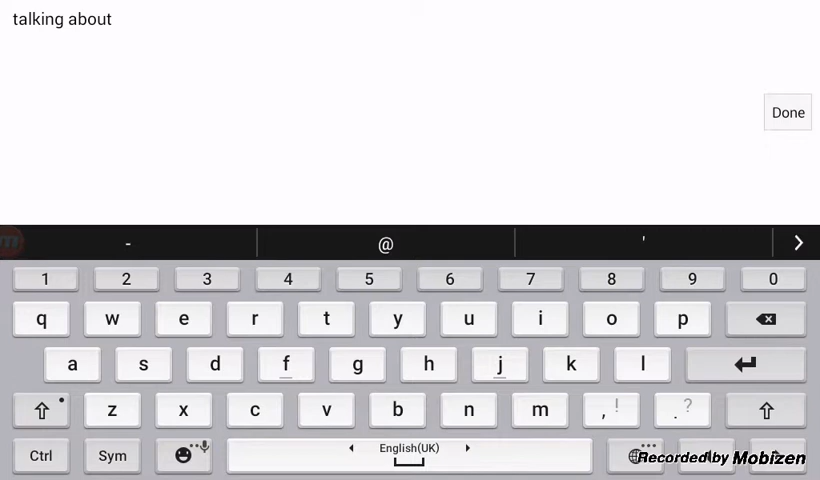 talking about
Done
- @ '
1 2 3 4 5 6 7 8 9 0
q w e r t y u i o p
a s d f g h j k l
z x c v b n m , ! . ?
Ctrl Sym English(UK)
Recorded by Mobizen